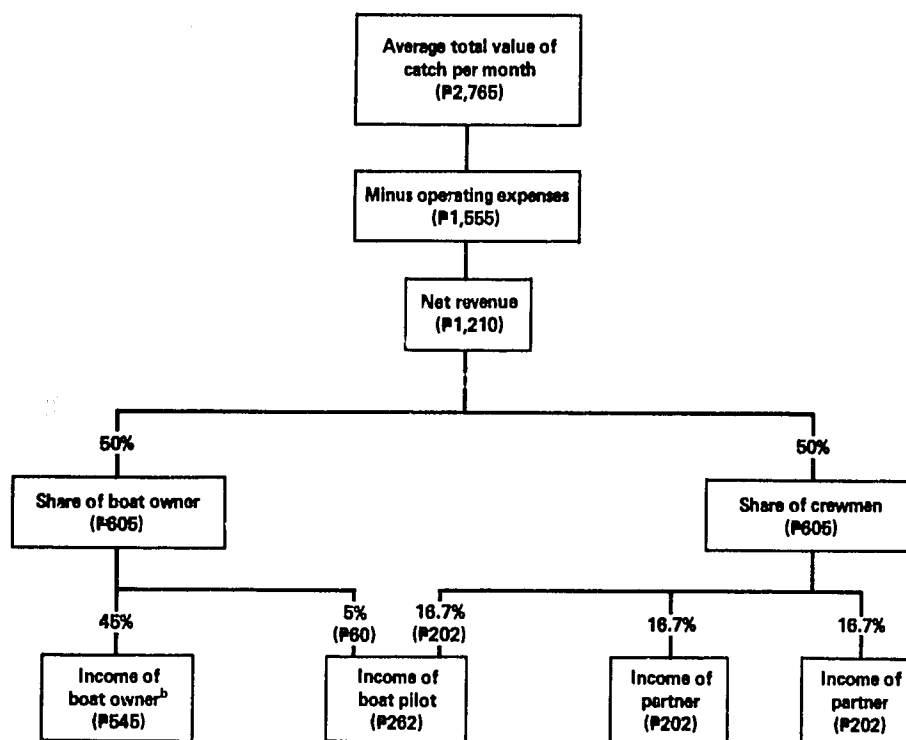 Average total value of
catch per month
(₱2,765)
Minus operating expenses
(₱1,555)
Net revenue
(₱1,210)
50%
50%
Share of boat owner
(₱605)
Share of crewmen
(₱605)
45%
5%
(₱60)
16.7%
(₱202)
16.7%
16.7%
Income of
boat ownerᵇ
(₱545)
Income of
boat pilot
(₱262)
Income of
partner
(₱202)
Income of
partner
(₱202)